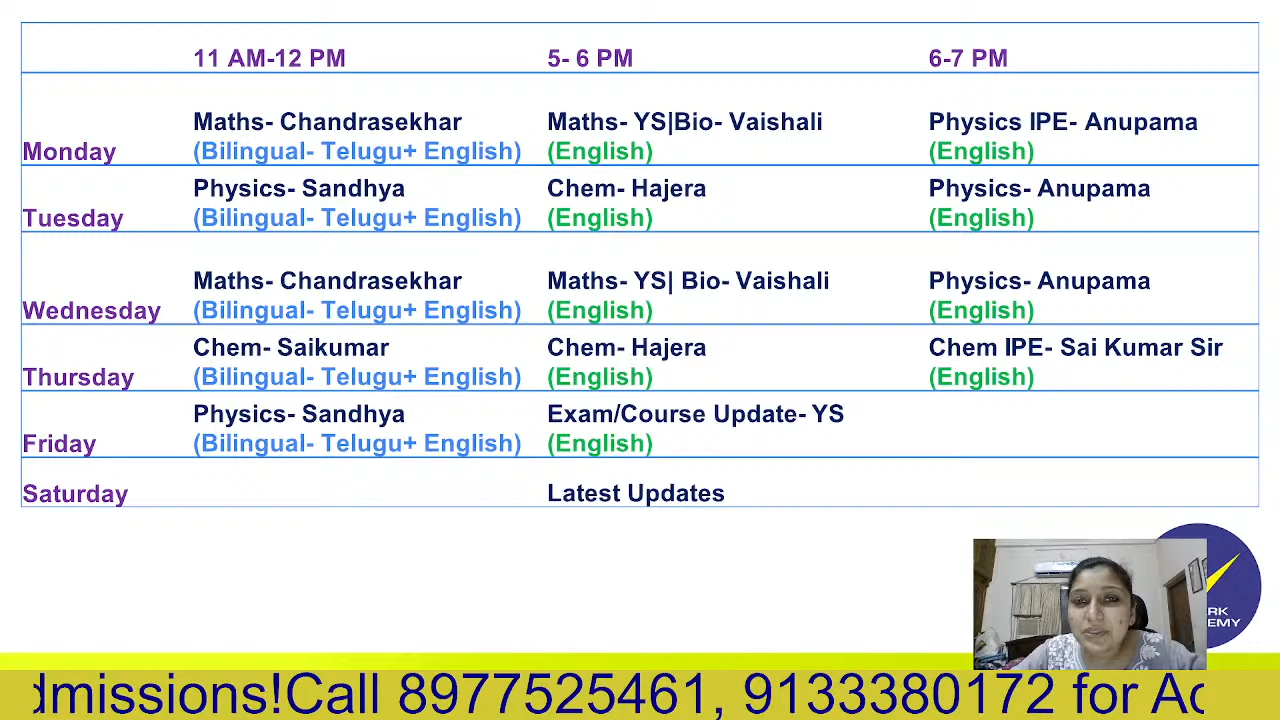 11 AM-12 PM 5- 6 PM 6-7 PM
Maths- Chandrasekhar Maths- YS|Bio- Vaishali Physics IPE- Anupama
Monday (Bilingual- Telugu+ English) (English) (English)
Physics- Sandhya Chem- Hajera Physics- Anupama
Tuesday (Bilingual- Telugu+ English) (English) (English)
Maths- Chandrasekhar Maths- YS| Bio- Vaishali Physics- Anupama
Wednesday (Bilingual- Telugu+ English) (English) (English)
Chem- Saikumar Chem- Hajera Chem IPE- Sai Kumar Sir
Thursday (Bilingual- Telugu+ English) (English) (English)
Physics- Sandhya Exam/Course Update- YS
Friday (Bilingual- Telugu+ English) (English)
Saturday Latest Updates
RK
EMY
dmissions!Call 8977525461, 9133380172 for Ad